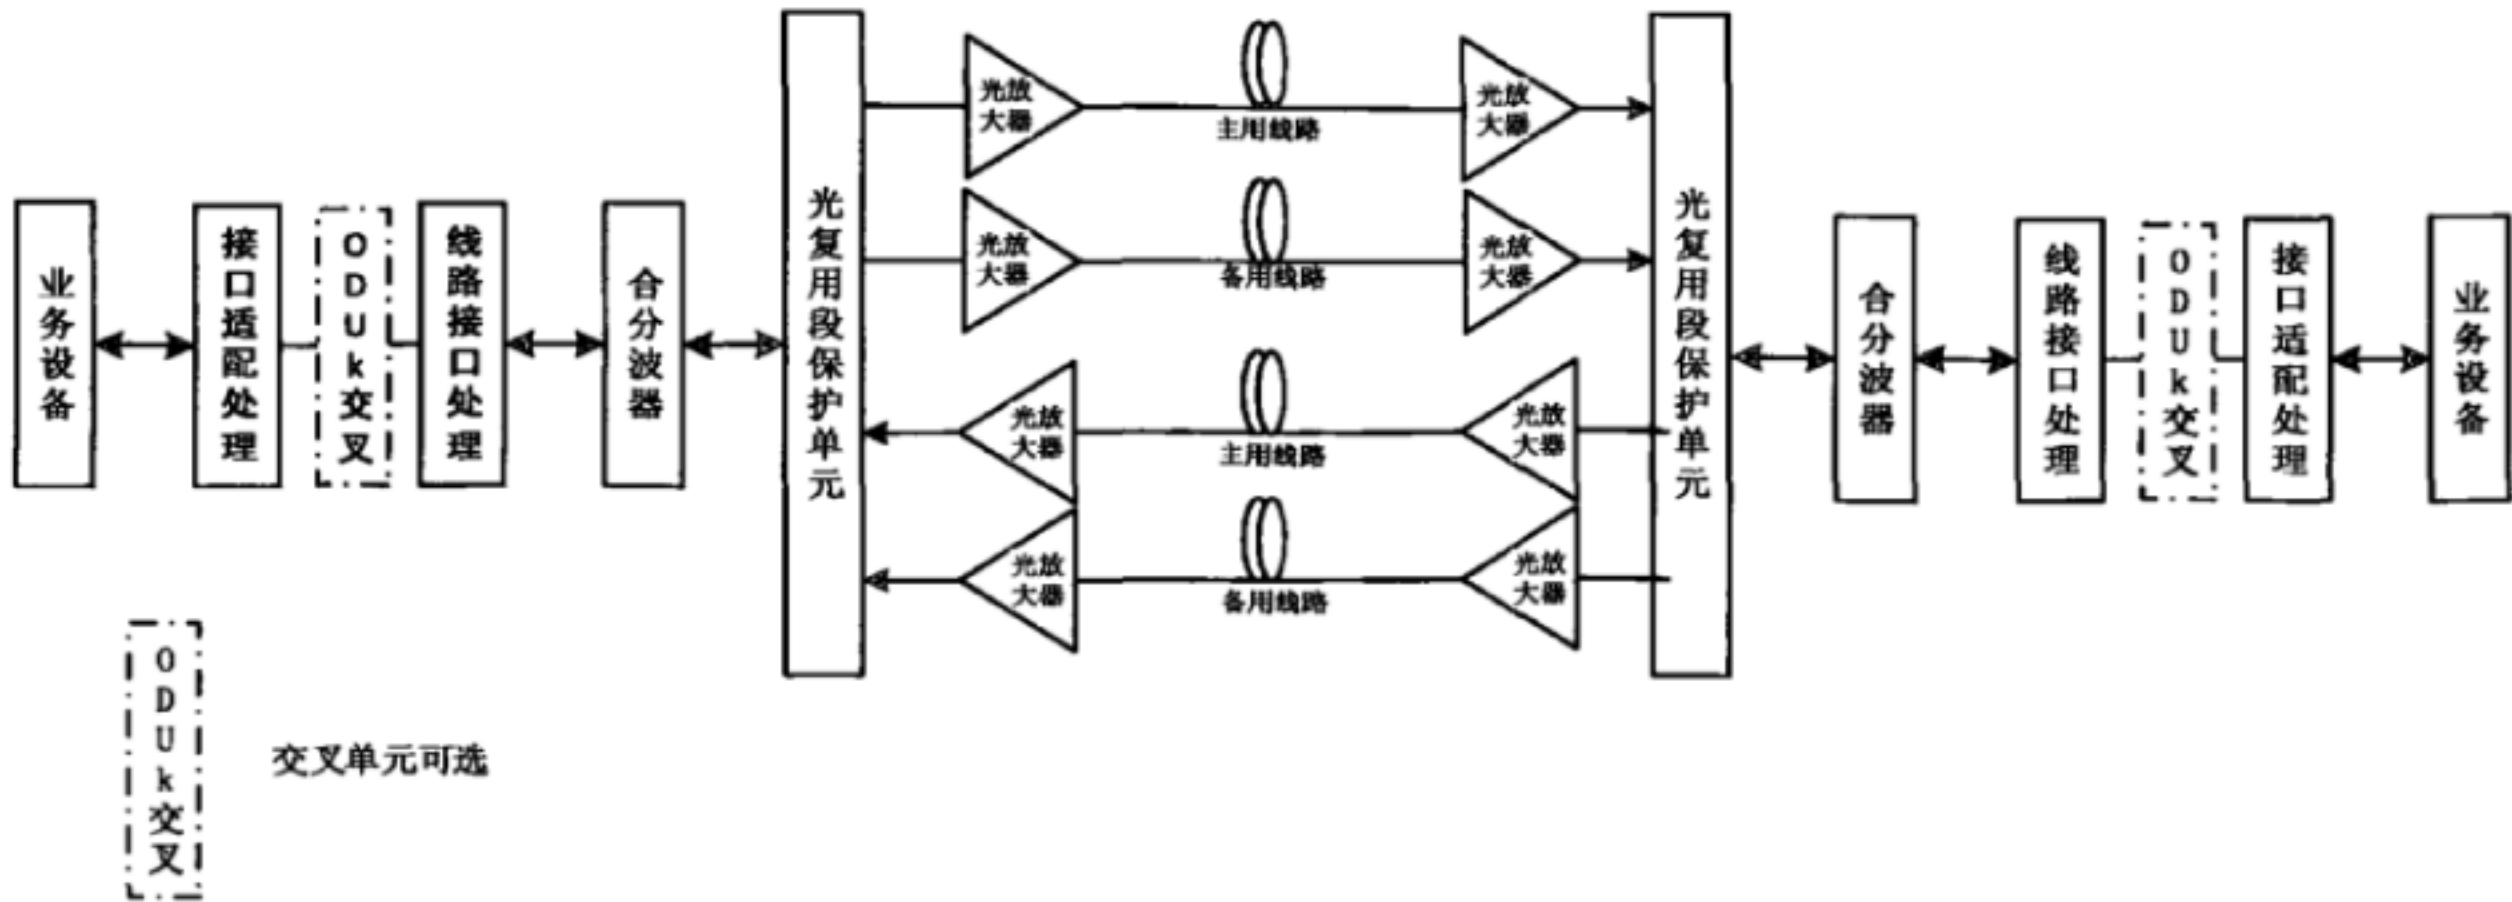 业务设备
接口适配处理
ODUk交叉
线路接口处理
合分波器
光复用段保护单元
光放
大器
主用线路
光放
大器
光放
大器
备用线路
光放
大器
光放
大器
主用线路
光放
大器
光放
大器
备用线路
光放
大器
光复用段保护单元
合分波器
线路接口处理
ODUk交叉
接口适配处理
业务设备
ODUk交叉
交叉单元可选